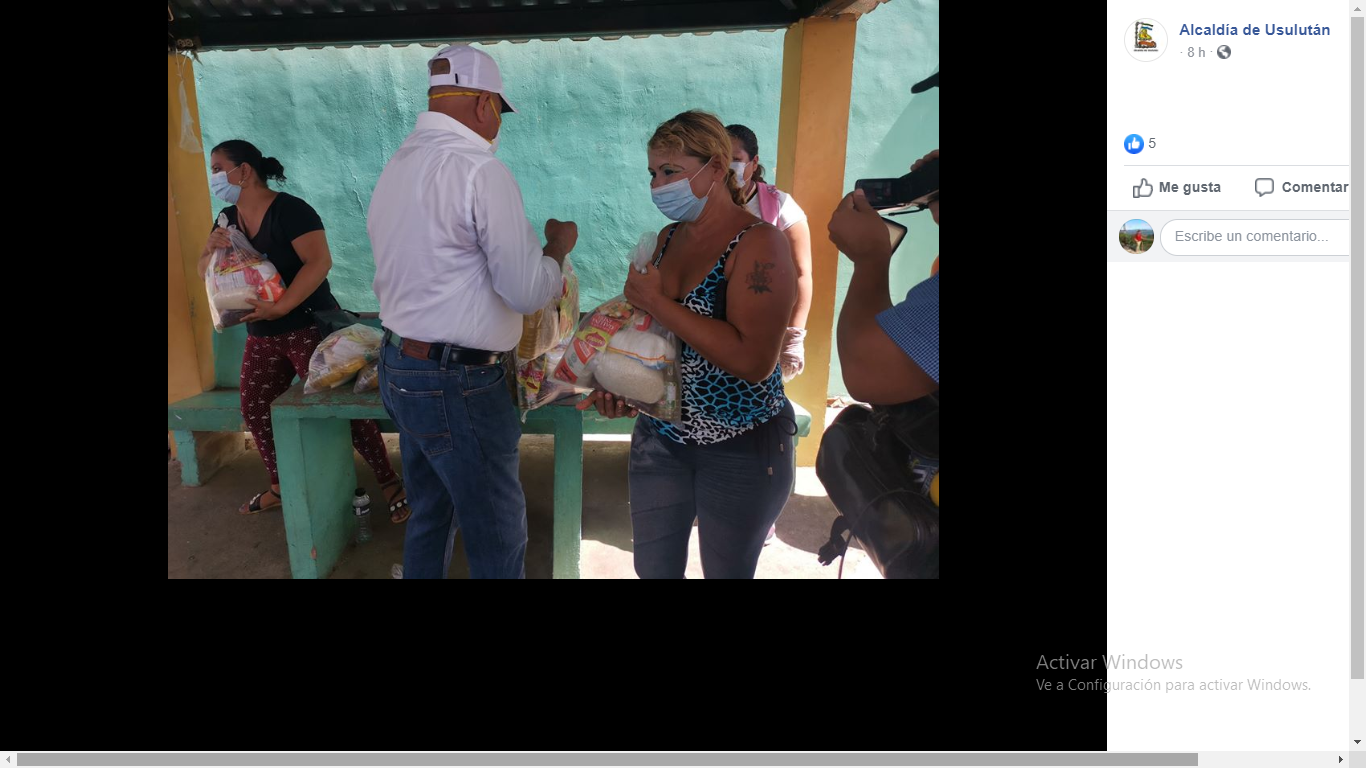 Alcaldía de Usulután
· 8 h ·
5
Me gusta
Comentar
Escribe un comentario...
Activar Windows
Ve a Configuración para activar Windows.